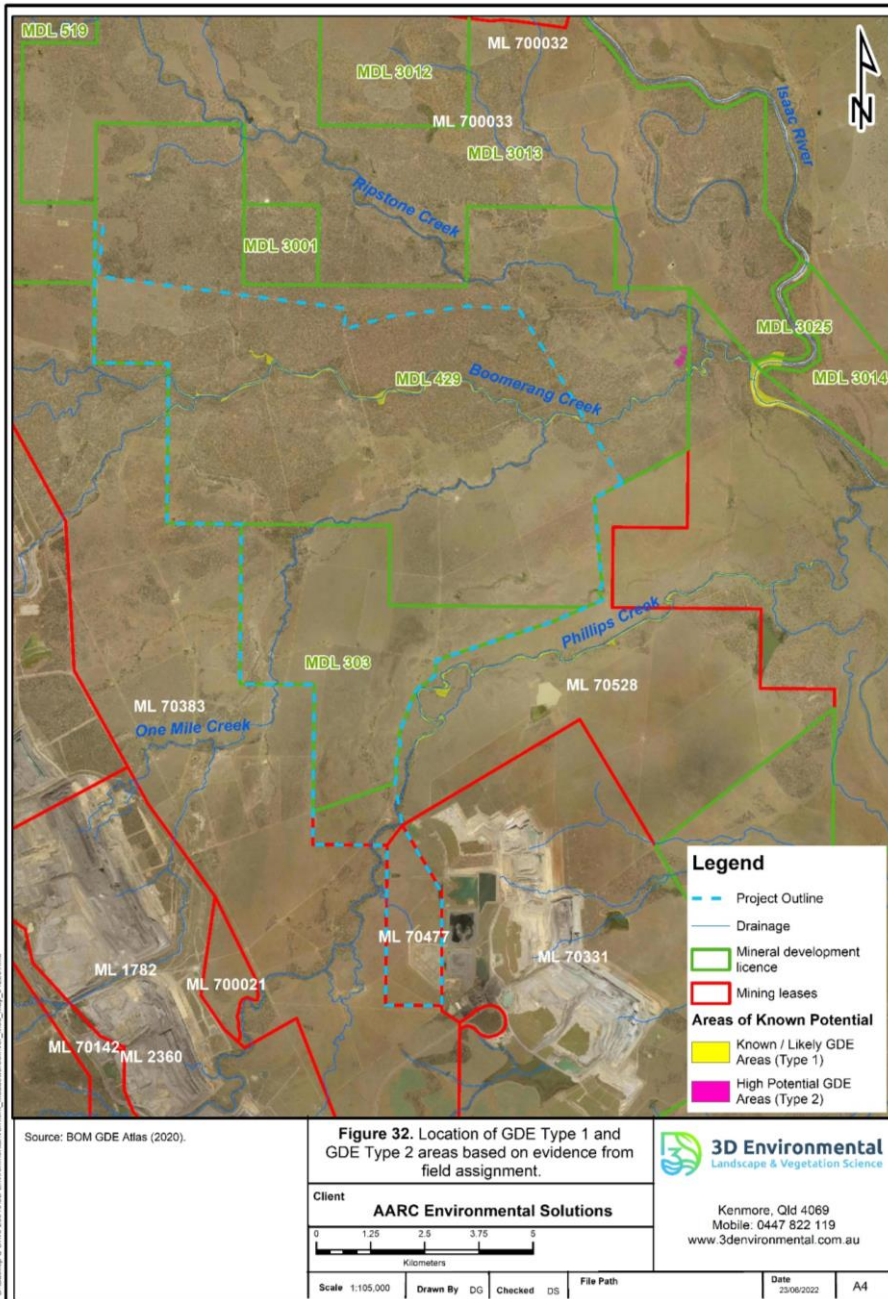 MDL 519
ML 700032
MDL 3012
ML 700033
MDL 3013
Isaac River
N
Ripstone Creek
MDL 3001
MDL 3025
MDL 3014
MDL 429
Boomerang Creek
Phillips Creek
MDL 303
ML 70528
ML 70383
One Mile Creek
ML 70477
ML 70331
ML 1782
ML 700021
ML 70142
ML 2360
Legend
Project Outline
Drainage
Mineral development
licence
Mining leases
Areas of Known Potential
Known / Likely GDE
Areas (Type 1)
High Potential GDE
Areas (Type 2)
Source: BOM GDE Atlas (2020).
Figure 32. Location of GDE Type 1 and
GDE Type 2 areas based on evidence from
field assignment.
Client
AARC Environmental Solutions
0 1.25 2.5 3.75 5
Kilometers
Scale 1:105,000 Drawn By DG Checked DS File Path Date 23/06/2022 A4
3D Environmental
Landscape & Vegetation Science
Kenmore, Qld 4069
Mobile: 0447 822 119
www.3denvironmental.com.au